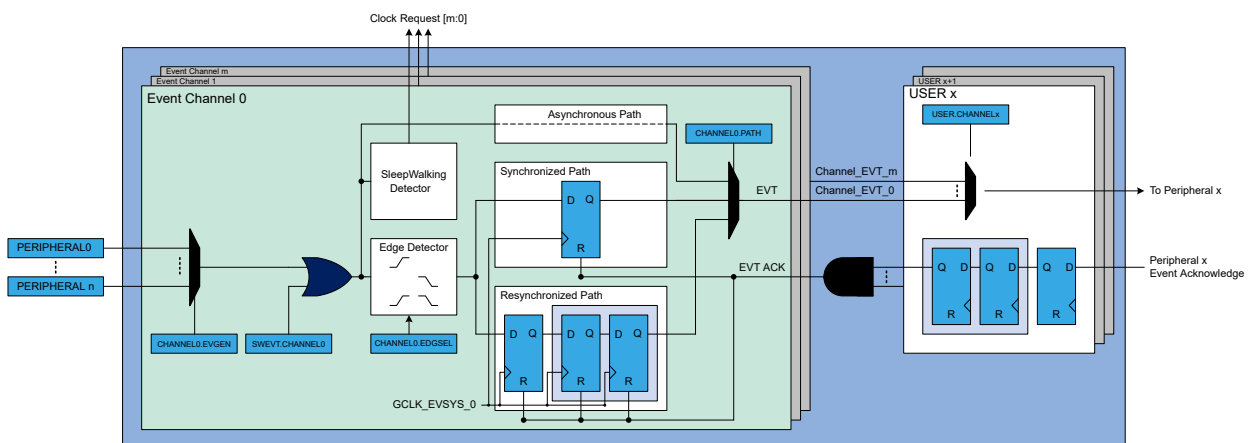 Clock Request [m:0]
Event Channel m
Event Channel 1
Event Channel 0
USER x+1
USER x
Asynchronous Path
CHANNEL0.PATH
USER.CHANNELx
SleepWalking
Detector
Synchronized Path
D Q
R
EVT
Channel_EVT_m
Channel_EVT_0
To Peripheral x
PERIPHERAL0
PERIPHERAL n
Edge Detector
EVT ACK
Q D
R
Q D
R
Q D
R
Peripheral x
Event Acknowledge
Resynchronized Path
D Q
R
D Q
R
D Q
R
CHANNEL0.EVGEN
SWEVT.CHANNEL0
CHANNEL0.EDGSEL
GCLK_EVSYS_0